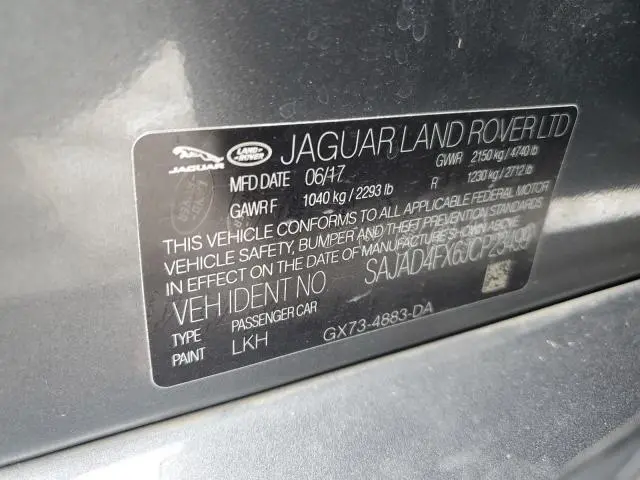 JAGUAR
LAND-ROVER
JAGUAR LAND ROVER LTD
MFD DATE 06/17 GWVR 2150 kg / 4740 lb
GAWR F 1040 kg / 2293 lb R 1230 kg / 2712 lb
THIS VEHICLE CONFORMS TO ALL APPLICABLE FEDERAL MOTOR
VEHICLE SAFETY, BUMPER AND THEFT PREVENTION STANDARDS
IN EFFECT ON THE DATE OF MANUFACTURE SHOWN ABOVE
VEH IDENT NO
TYPE PASSENGER CAR
PAINT LKH GX73-4883-DA